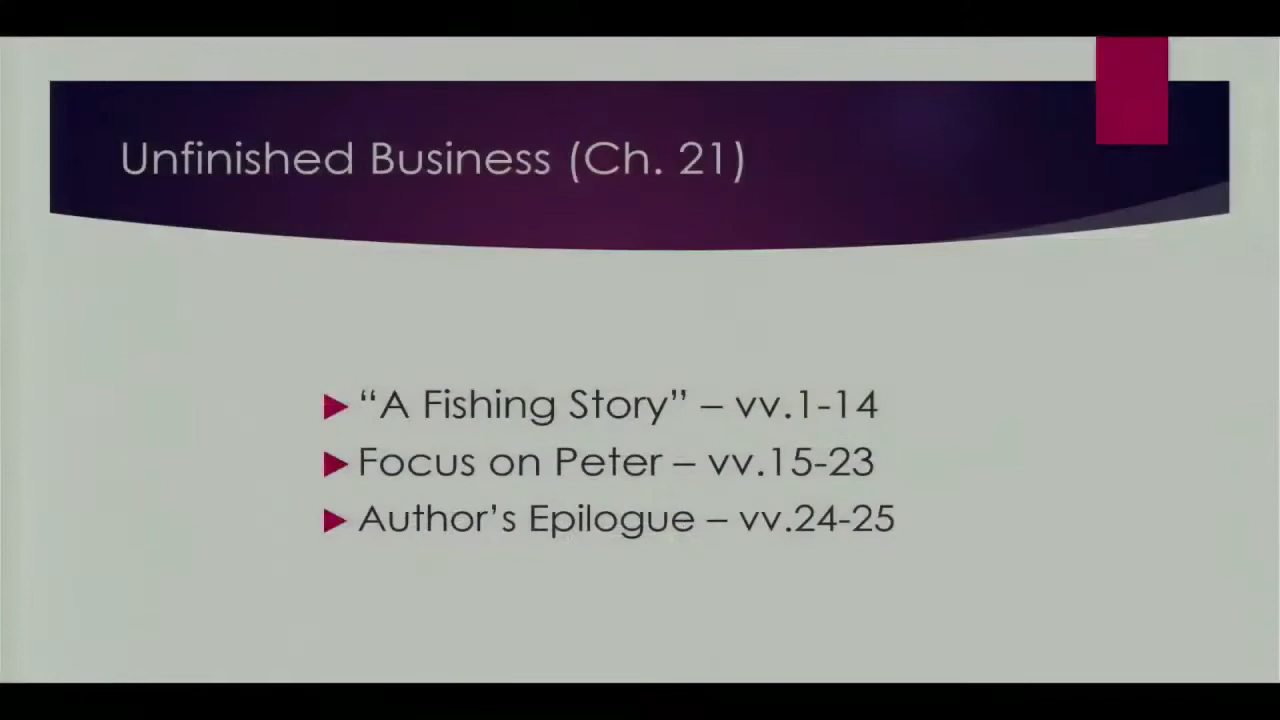 Unfinished Business (Ch. 21)
“A Fishing Story” – vv.1-14
Focus on Peter – vv.15-23
Author’s Epilogue – vv.24-25